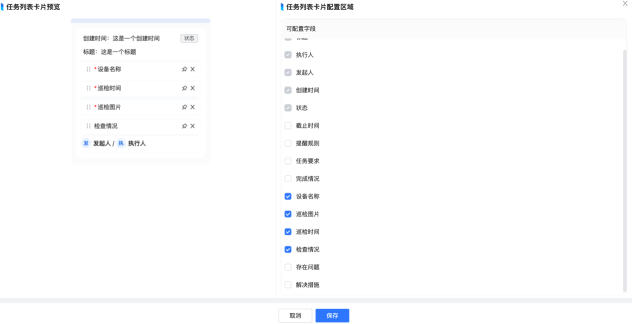 任务列表卡片预览
创建时间：这是一个创建时间
状态
标题：这是一个标题
*设备名称
*巡检时间
*巡检图片
检查情况
发 发起人 / 执 执行人
任务列表卡片配置区域
可配置字段
执行人
发起人
创建时间
状态
截止时间
提醒规则
任务要求
完成情况
设备名称
巡检图片
巡检时间
检查情况
存在问题
解决措施
取消
保存